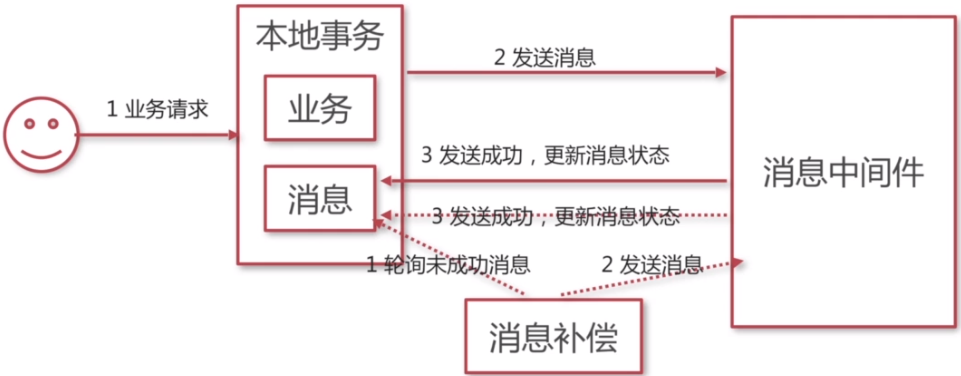 本地事务
2 发送消息
1 业务请求
业务
3 发送成功，更新消息状态
消息中间件
消息
3 发送成功，更新消息状态
1 轮询未成功消息
2 发送消息
消息补偿